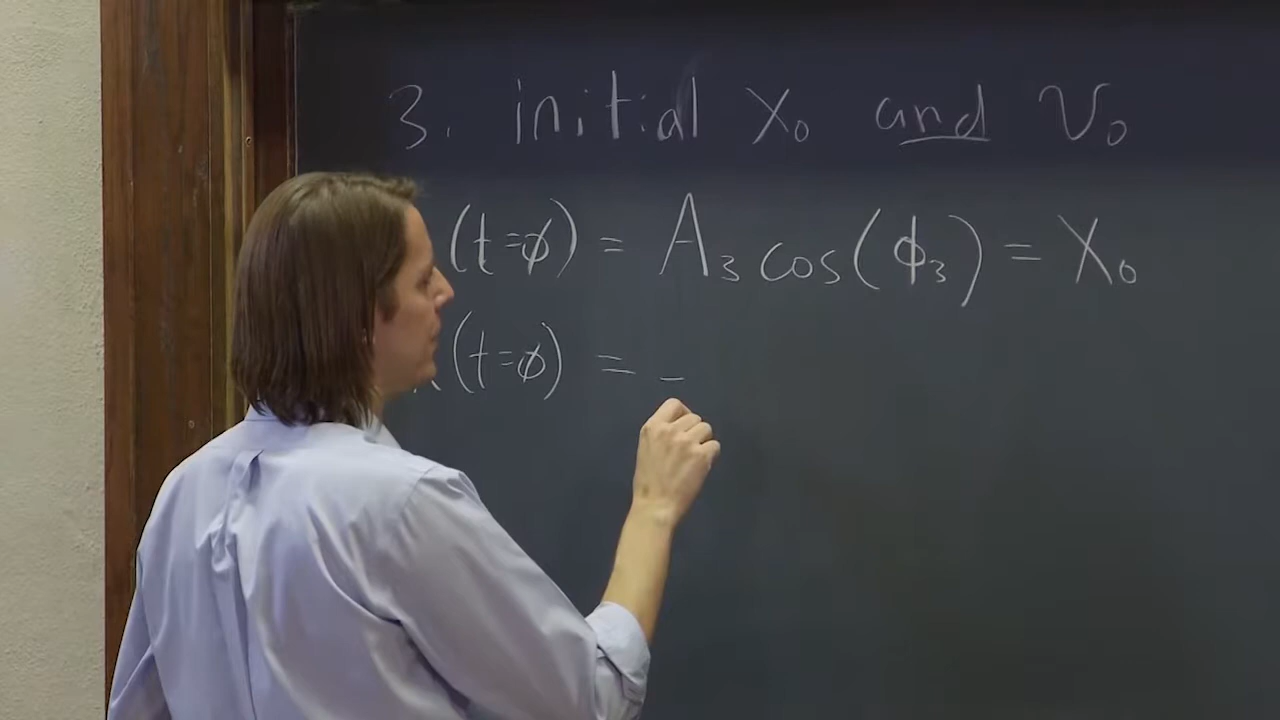 3. initial x₀ and v₀
(t=∅) = A₃ cos(ϕ₃) = x₀
(t=∅) = -